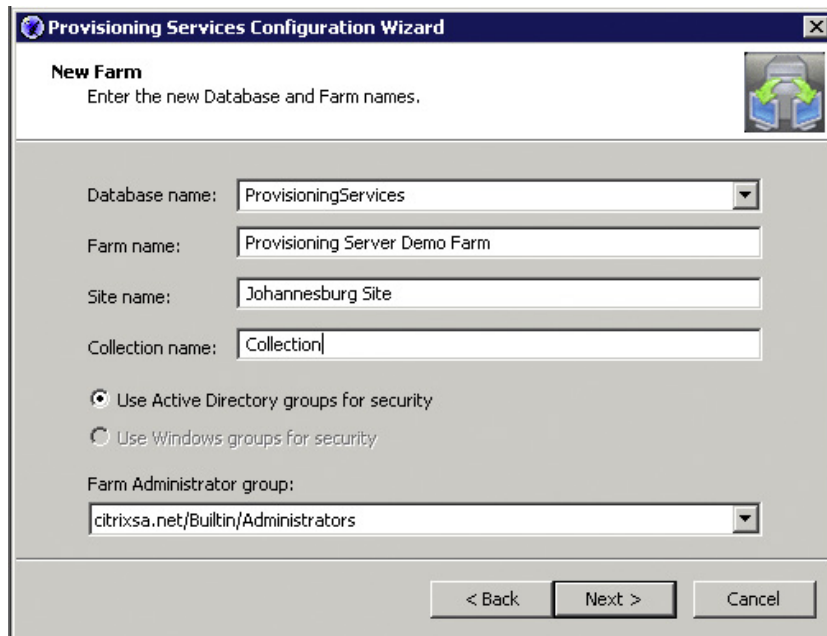 Provisioning Services Configuration Wizard
New Farm
Enter the new Database and Farm names.
Database name: ProvisioningServices
Farm name: Provisioning Server Demo Farm
Site name: Johannesburg Site
Collection name: Collection
Use Active Directory groups for security
Use Windows groups for security
Farm Administrator group:
citrixsa.net/Builtin/Administrators
< Back Next > Cancel